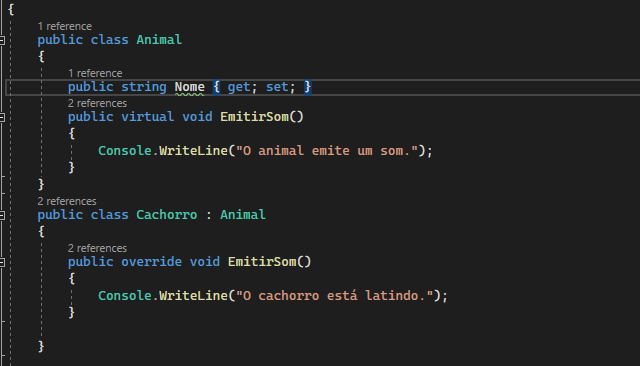 {
1 reference
public class Animal
{
1 reference
public string Nome { get; set; }
2 references
public virtual void EmitirSom()
{
Console.WriteLine("O animal emite um som.");
}
}
2 references
public class Cachorro : Animal
{
2 references
public override void EmitirSom()
{
Console.WriteLine("O cachorro está latindo.");
}
}